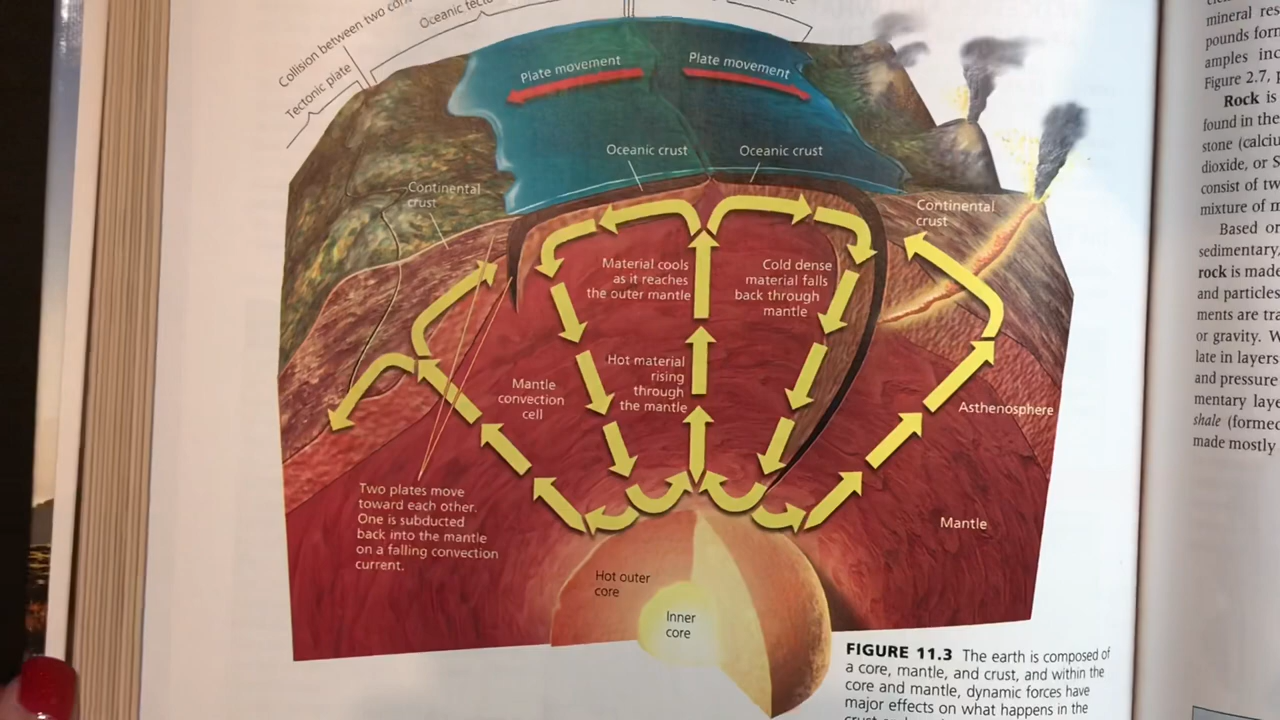 Collision between two
Tectonic plate
Oceanic
Plate movement
Plate movement
Oceanic crust
Oceanic crust
Continental
crust
Continental
crust
Material cools
as it reaches
the outer mantle
Cold dense
material falls
back through
mantle
Hot material
rising
through
the mantle
Mantle
convection
cell
Asthenosphere
Two plates move
toward each other.
One is subducted
back into the mantle
on a falling convection
current.
Mantle
Hot outer
core
Inner
core
FIGURE 11.3 The earth is composed of
a core, mantle, and crust, and within the
core and mantle, dynamic forces have
major effects on what happens in the
mineral res
pounds form
amples inc
Figure 2.7, p
Rock is
found in the
stone (calciu
dioxide, or S
consist of tw
mixture of m
Based or
sedimentary,
rock is made
and particles
ments are tra
or gravity. W
late in layers
and pressure
mentary laye
shale (formed
made mostly